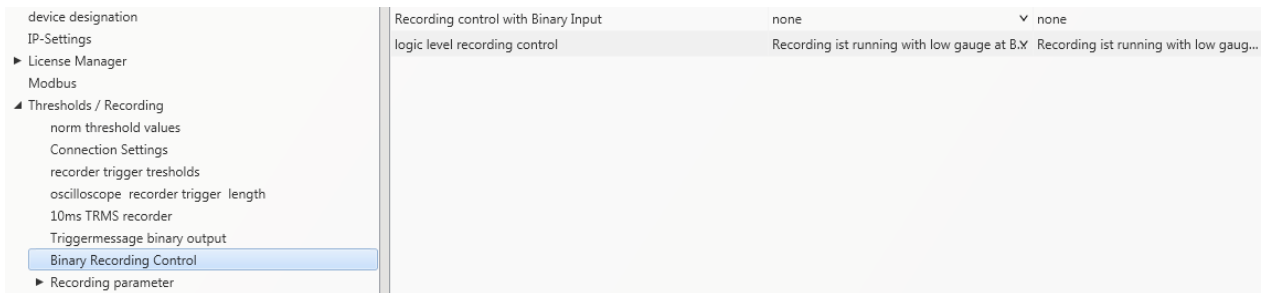 device designation
IP-Settings
License Manager
Modbus
Thresholds / Recording
norm threshold values
Connection Settings
recorder trigger tresholds
oscilloscope recorder trigger length
10ms TRMS recorder
Triggermessage binary output
Binary Recording Control
Recording parameter
Recording control with Binary Input none none
logic level recording control Recording ist running with low gauge at B. Recording ist running with low gaug...